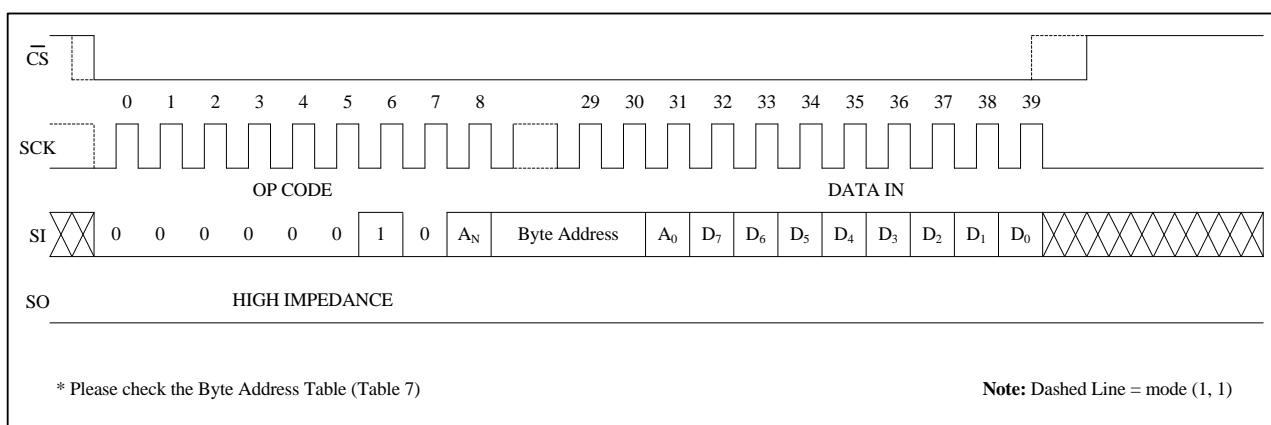 CS
0 1 2 3 4 5 6 7 8 29 30 31 32 33 34 35 36 37 38 39
SCK
OP CODE DATA IN
SI 0 0 0 0 0 0 1 0 AN Byte Address A0 D7 D6 D5 D4 D3 D2 D1 D0
SO HIGH IMPEDANCE
* Please check the Byte Address Table (Table 7) Note: Dashed Line = mode (1, 1)